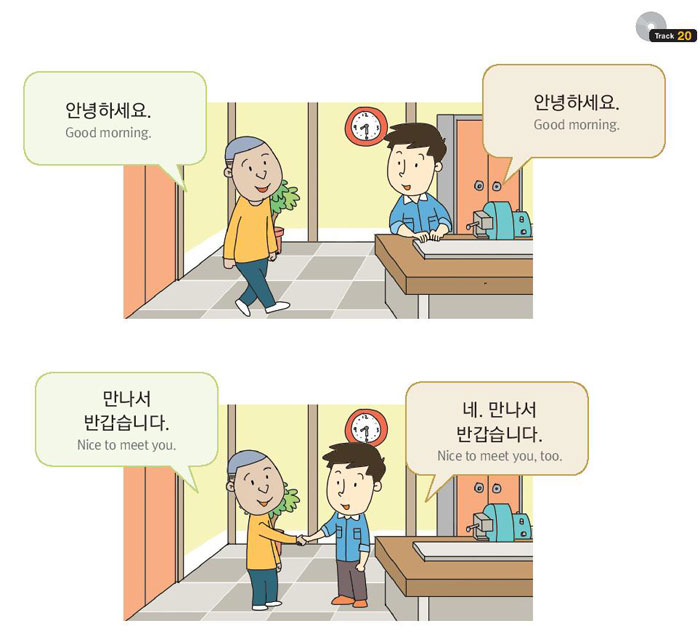 Track 20
안녕하세요.
Good morning.
안녕하세요.
Good morning.
만나서
반갑습니다.
Nice to meet you.
네. 만나서
반갑습니다.
Nice to meet you, too.